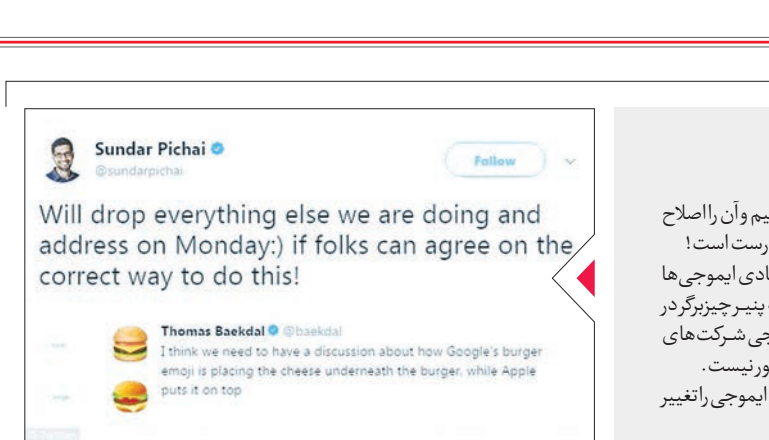 Sundar Pichai
@sundarpichai
Follow
Will drop everything else we are doing and
address on Monday:) if folks can agree on the
correct way to do this!
Thomas Baekdal @baekdal
I think we need to have a discussion about how Google's burger
emoji is placing the cheese underneath the burger, while Apple
puts it on top
یم وآن رااصلاح
رست است!
ادی ایموجی‌ها
پنیر چیزبرگر در
جی شرکت‌های
ور نیست.
ایموجی را تغییر